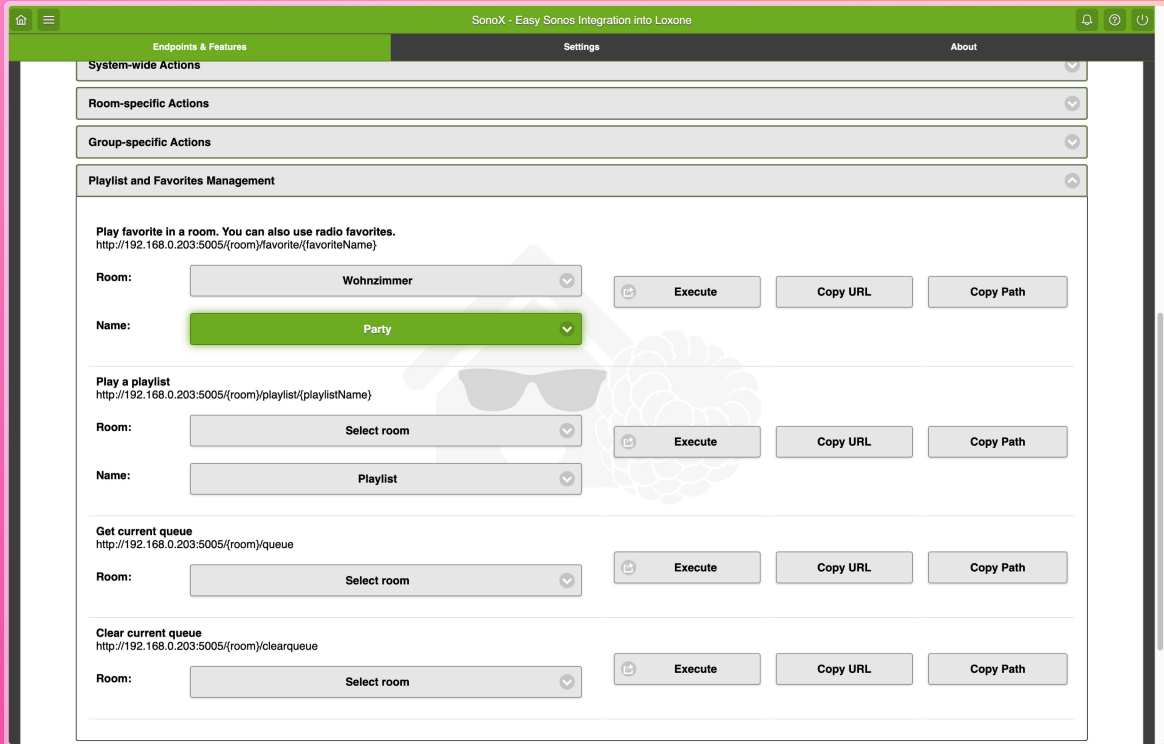 SonoX - Easy Sonos Integration into Loxone
Endpoints & Features
Settings
About
System-wide Actions
Room-specific Actions
Group-specific Actions
Playlist and Favorites Management
Play favorite in a room. You can also use radio favorites.
http://192.168.0.203:5005/{room}/favorite/{favoriteName}
Room:
Wohnzimmer
Execute
Copy URL
Copy Path
Name:
Party
Play a playlist
http://192.168.0.203:5005/{room}/playlist/{playlistName}
Room:
Select room
Execute
Copy URL
Copy Path
Name:
Playlist
Get current queue
http://192.168.0.203:5005/{room}/queue
Room:
Select room
Execute
Copy URL
Copy Path
Clear current queue
http://192.168.0.203:5005/{room}/clearqueue
Room:
Select room
Execute
Copy URL
Copy Path